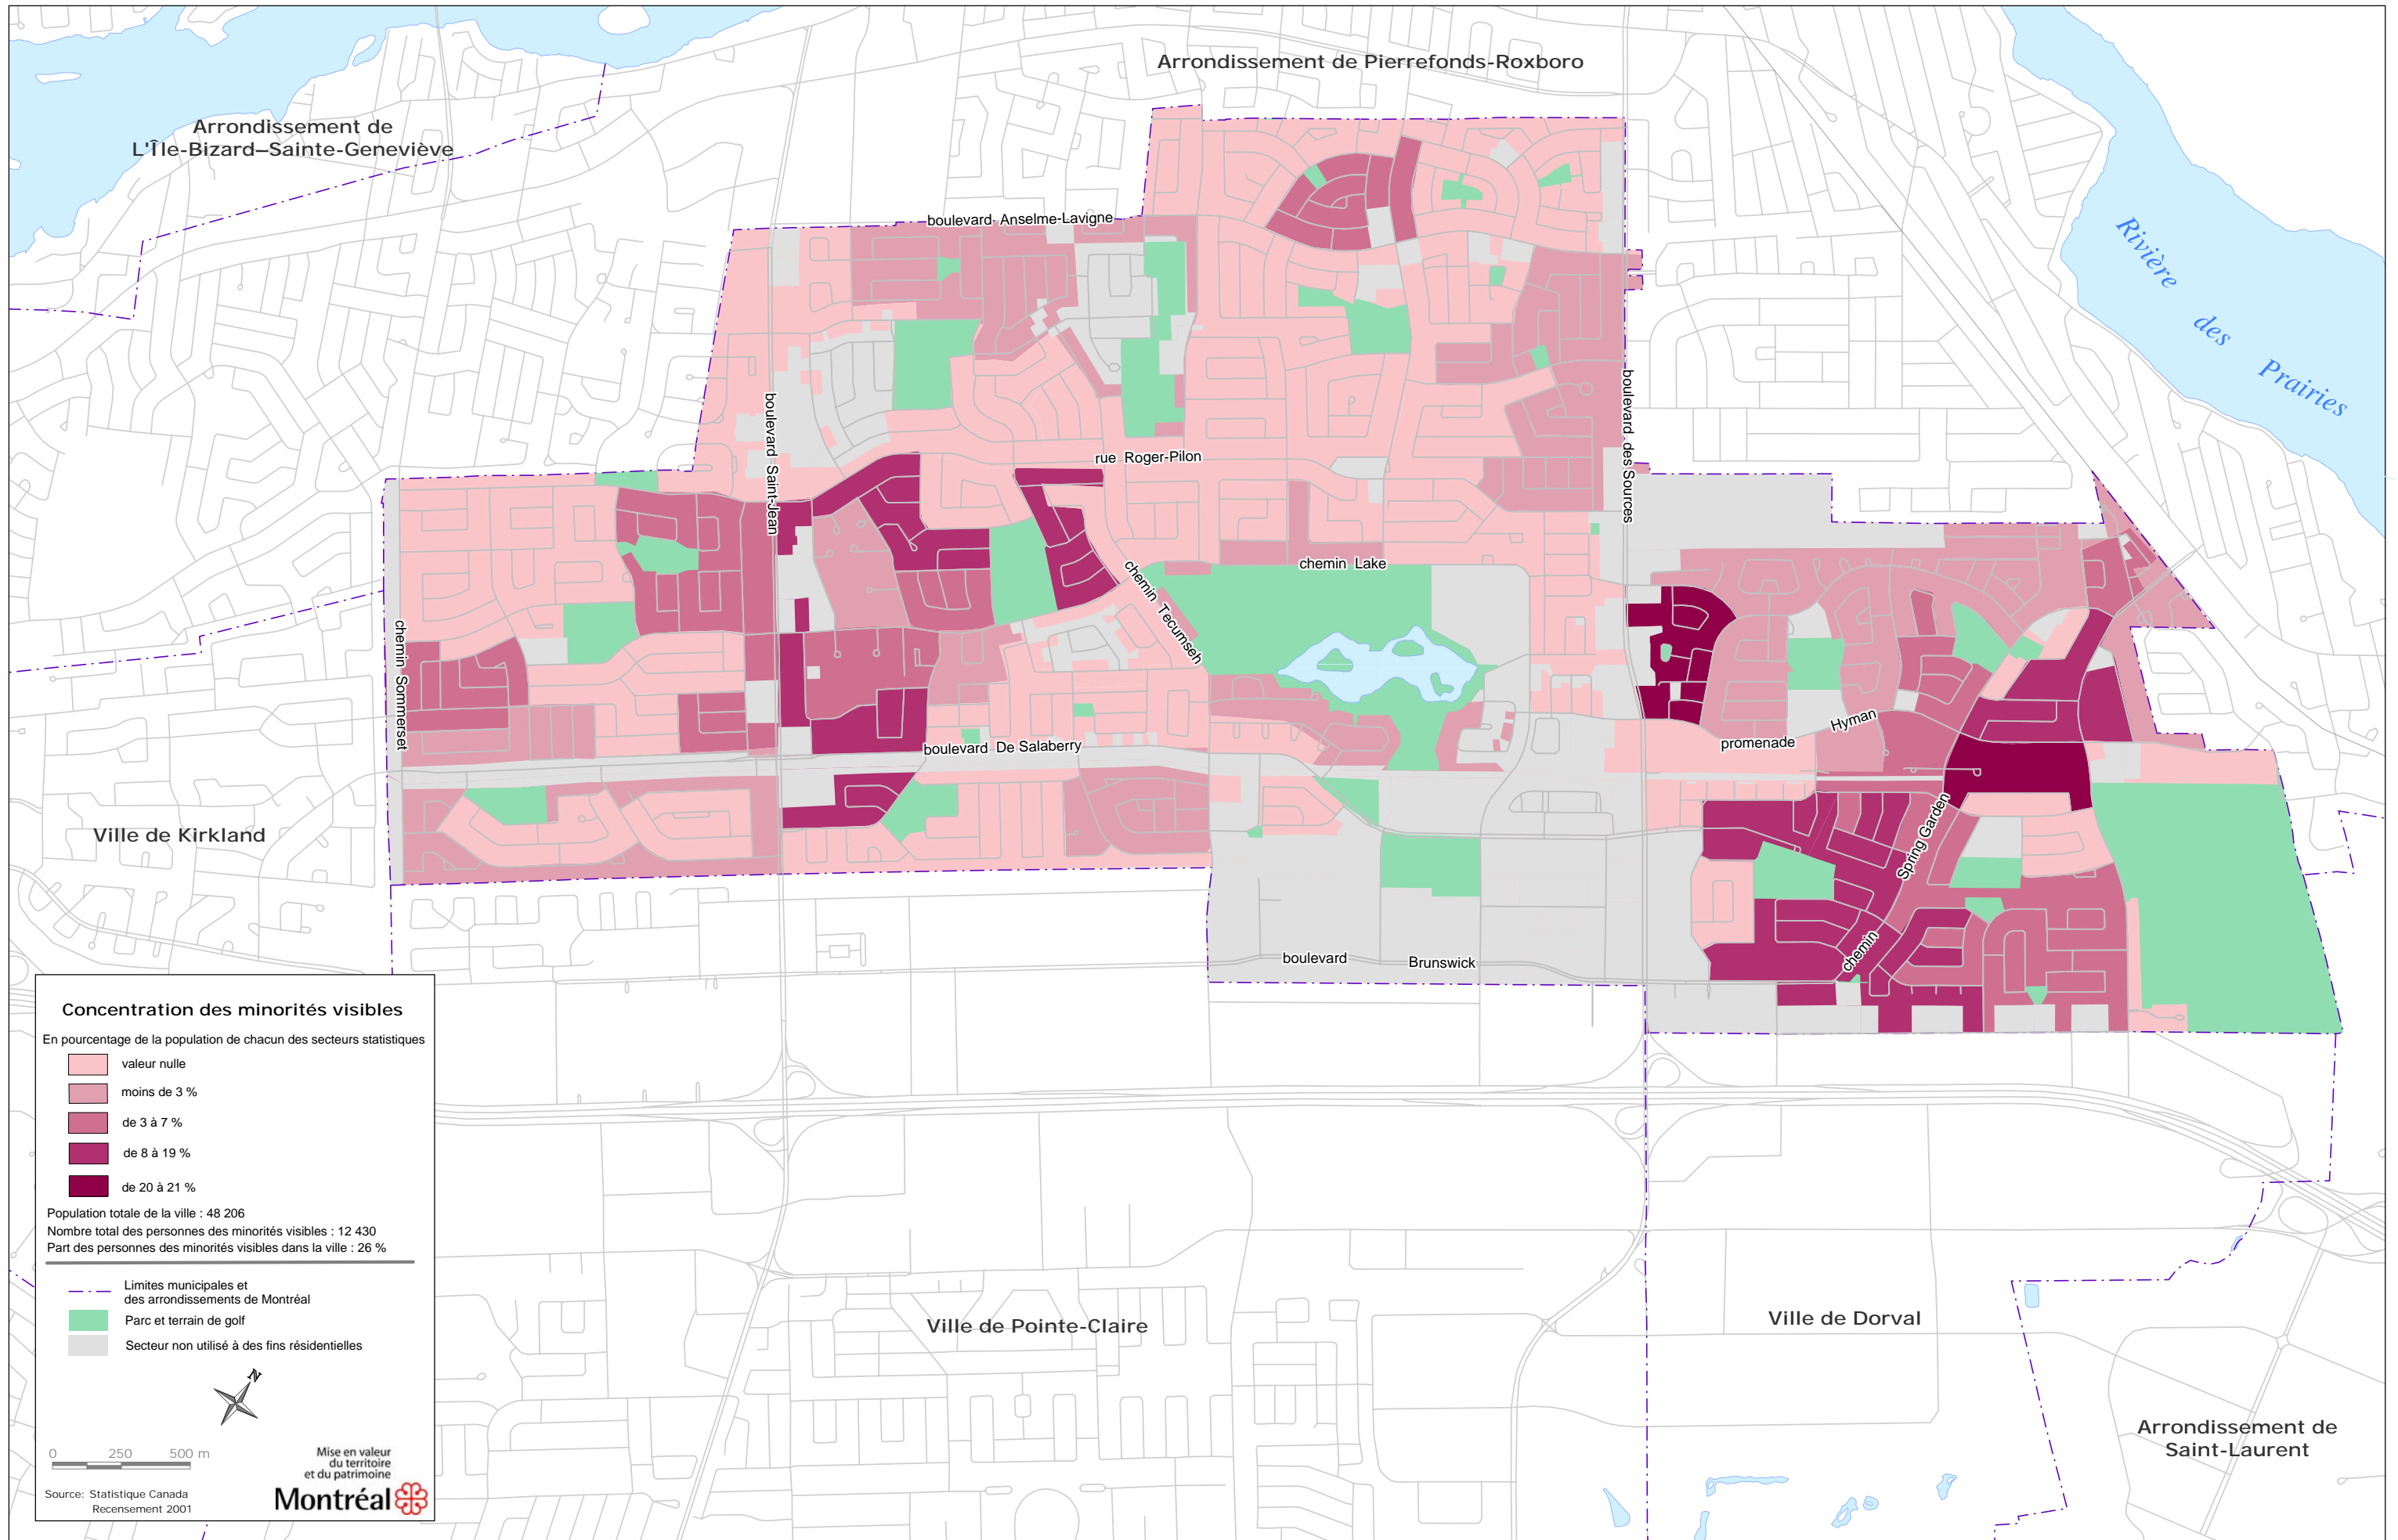 Arrondissement de Pierrefonds-Roxboro
Arrondissement de
L'Île-Bizard–Sainte-Geneviève
Rivière
des
Prairies
boulevard Anselme-Lavigne
boulevard Saint-Jean
rue Roger-Pilon
boulevard des Sources
chemin Lake
chemin Tecumseh
chemin Sommerset
boulevard De Salaberry
promenade Hyman
chemin Spring Garden
boulevard Brunswick
Ville de Kirkland
Ville de Pointe-Claire
Ville de Dorval
Arrondissement de
Saint-Laurent
Concentration des minorités visibles
En pourcentage de la population de chacun des secteurs statistiques
valeur nulle
moins de 3 %
de 3 à 7 %
de 8 à 19 %
de 20 à 21 %
Population totale de la ville : 48 206
Nombre total des personnes des minorités visibles : 12 430
Part des personnes des minorités visibles dans la ville : 26 %
Limites municipales et
des arrondissements de Montréal
Parc et terrain de golf
Secteur non utilisé à des fins résidentielles
N
0 250 500 m
Mise en valeur
du territoire
et du patrimoine
Montréal
Source: Statistique Canada
Recensement 2001